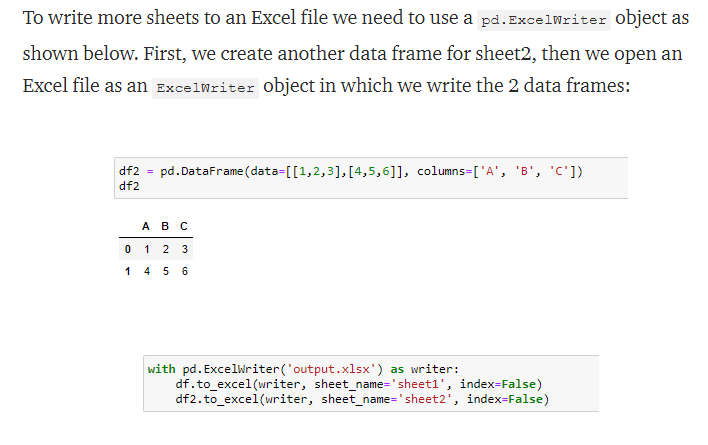 To write more sheets to an Excel file we need to use a pd.ExcelWriter object as
shown below. First, we create another data frame for sheet2, then we open an
Excel file as an ExcelWriter object in which we write the 2 data frames:
df2 = pd.DataFrame(data=[[1,2,3],[4,5,6]], columns=['A', 'B', 'C'])
df2
A B C
0 1 2 3
1 4 5 6
with pd.ExcelWriter('output.xlsx') as writer:
    df.to_excel(writer, sheet_name='sheet1', index=False)
    df2.to_excel(writer, sheet_name='sheet2', index=False)